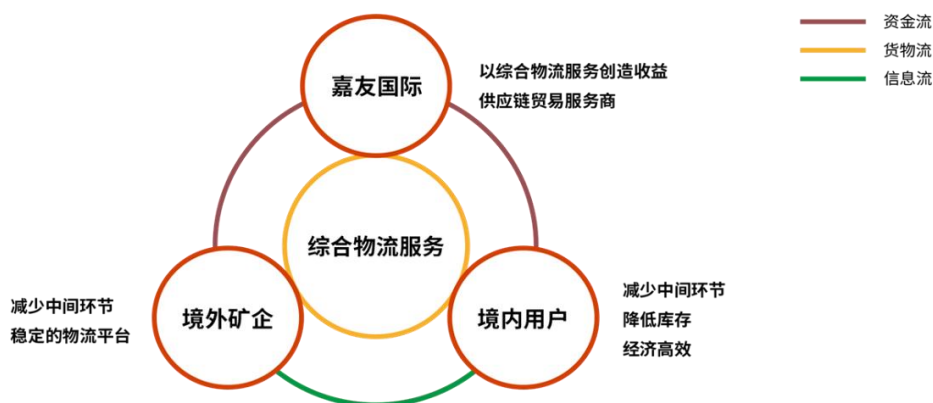 资金流
货物流
信息流
嘉友国际
以综合物流服务创造收益
供应链贸易服务商
综合物流服务
境外矿企
减少中间环节
稳定的物流平台
境内用户
减少中间环节
降低库存
经济高效